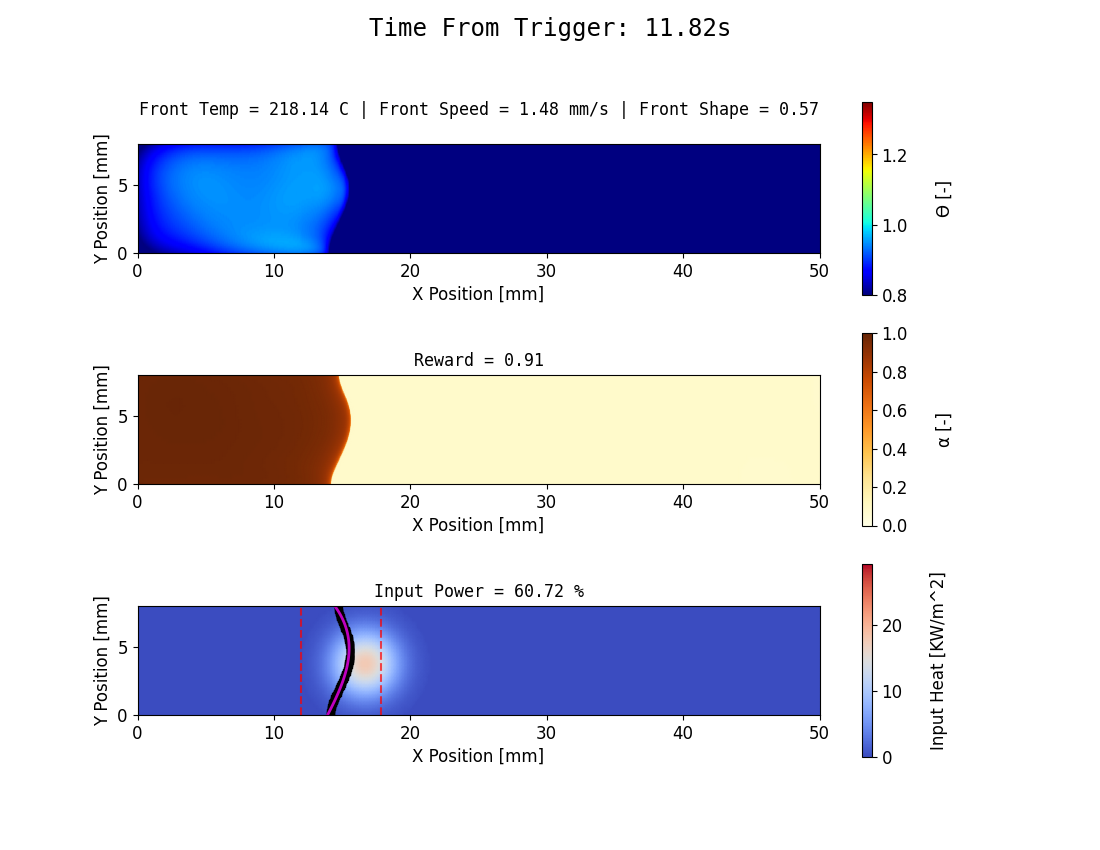 Time From Trigger: 11.82s
Front Temp = 218.14 C | Front Speed = 1.48 mm/s | Front Shape = 0.57
Y Position [mm]
5
0
0 10 20 30 40 50
X Position [mm]
1.2
1.0
0.8
Θ [-]
Reward = 0.91
Y Position [mm]
5
0
0 10 20 30 40 50
X Position [mm]
1.0
0.8
0.6
0.4
0.2
0.0
α [-]
Input Power = 60.72 %
Y Position [mm]
5
0
0 10 20 30 40 50
X Position [mm]
20
10
0
Input Heat [KW/m^2]